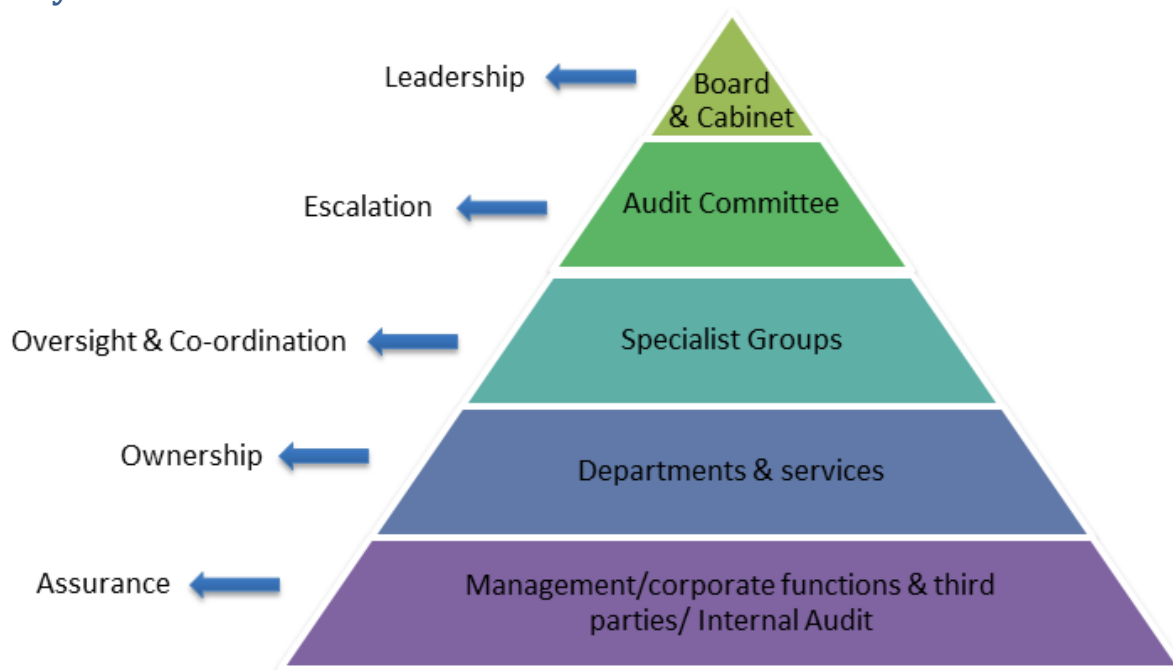 Leadership
Board
& Cabinet
Escalation
Audit Committee
Oversight & Co-ordination
Specialist Groups
Ownership
Departments & services
Assurance
Management/corporate functions & third
parties/ Internal Audit